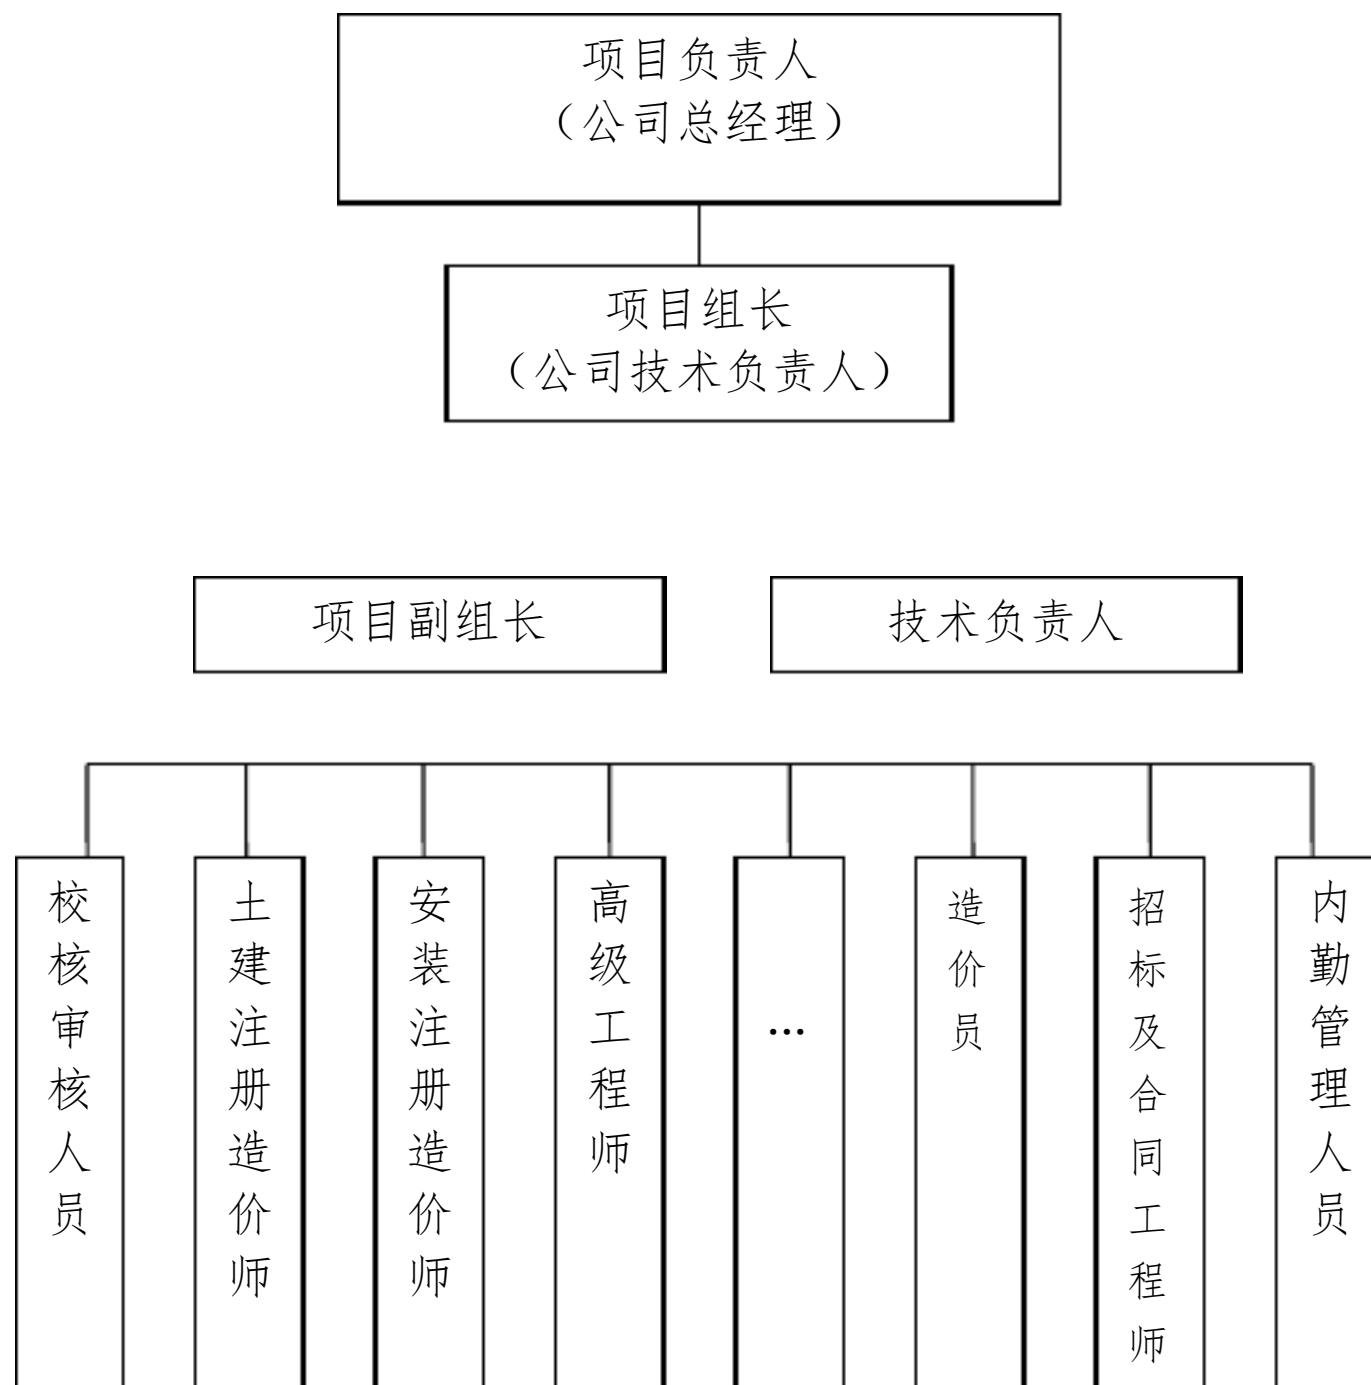 项目负责人
（公司总经理）
项目组长
（公司技术负责人）
项目副组长
技术负责人
校核审核人员
土建注册造价师
安装注册造价师
高级工程师
...
造价员
招标及合同工程师
内勤管理人员